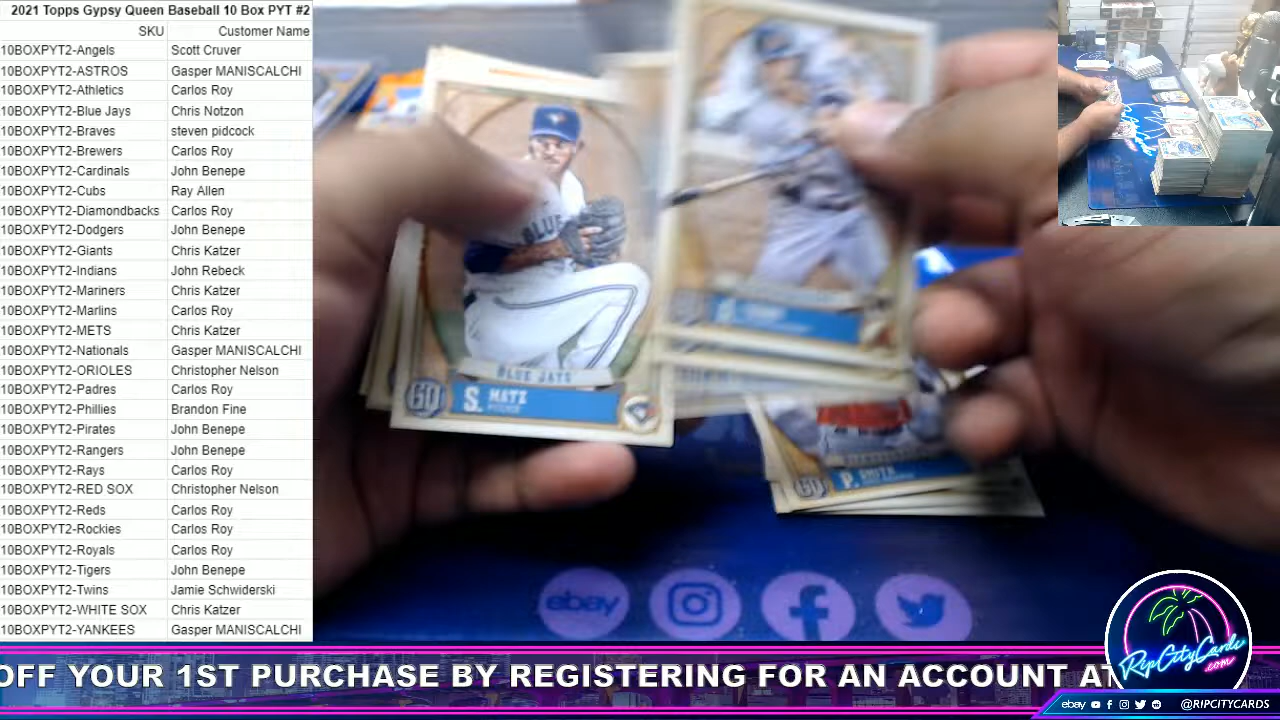 2021 Topps Gypsy Queen Baseball 10 Box PYT #2
SKU Customer Name
10BOXPYT2-Angels Scott Cruver
10BOXPYT2-ASTROS Gasper MANISCALCHI
10BOXPYT2-Athletics Carlos Roy
10BOXPYT2-Blue Jays Chris Notzon
10BOXPYT2-Braves steven pidcock
10BOXPYT2-Brewers Carlos Roy
10BOXPYT2-Cardinals John Benepe
10BOXPYT2-Cubs Ray Allen
10BOXPYT2-Diamondbacks Carlos Roy
10BOXPYT2-Dodgers John Benepe
10BOXPYT2-Giants Chris Katzer
10BOXPYT2-Indians John Rebeck
10BOXPYT2-Mariners Chris Katzer
10BOXPYT2-Marlins Carlos Roy
10BOXPYT2-METS Chris Katzer
10BOXPYT2-Nationals Gasper MANISCALCHI
10BOXPYT2-ORIOLES Christopher Nelson
10BOXPYT2-Padres Carlos Roy
10BOXPYT2-Phillies Brandon Fine
10BOXPYT2-Pirates John Benepe
10BOXPYT2-Rangers John Benepe
10BOXPYT2-Rays Carlos Roy
10BOXPYT2-RED SOX Christopher Nelson
10BOXPYT2-Reds Carlos Roy
10BOXPYT2-Rockies Carlos Roy
10BOXPYT2-Royals Carlos Roy
10BOXPYT2-Tigers John Benepe
10BOXPYT2-Twins Jamie Schwiderski
10BOXPYT2-WHITE SOX Chris Katzer
10BOXPYT2-YANKEES Gasper MANISCALCHI
BLUE
BLUE JAYS
GQ S. MATZ
PITCHER
GQ P.
ebay
OFF YOUR 1ST PURCHASE BY REGISTERING FOR AN ACCOUNT AT
RipCityCards
.com
ebay @RIPCITYCARDS